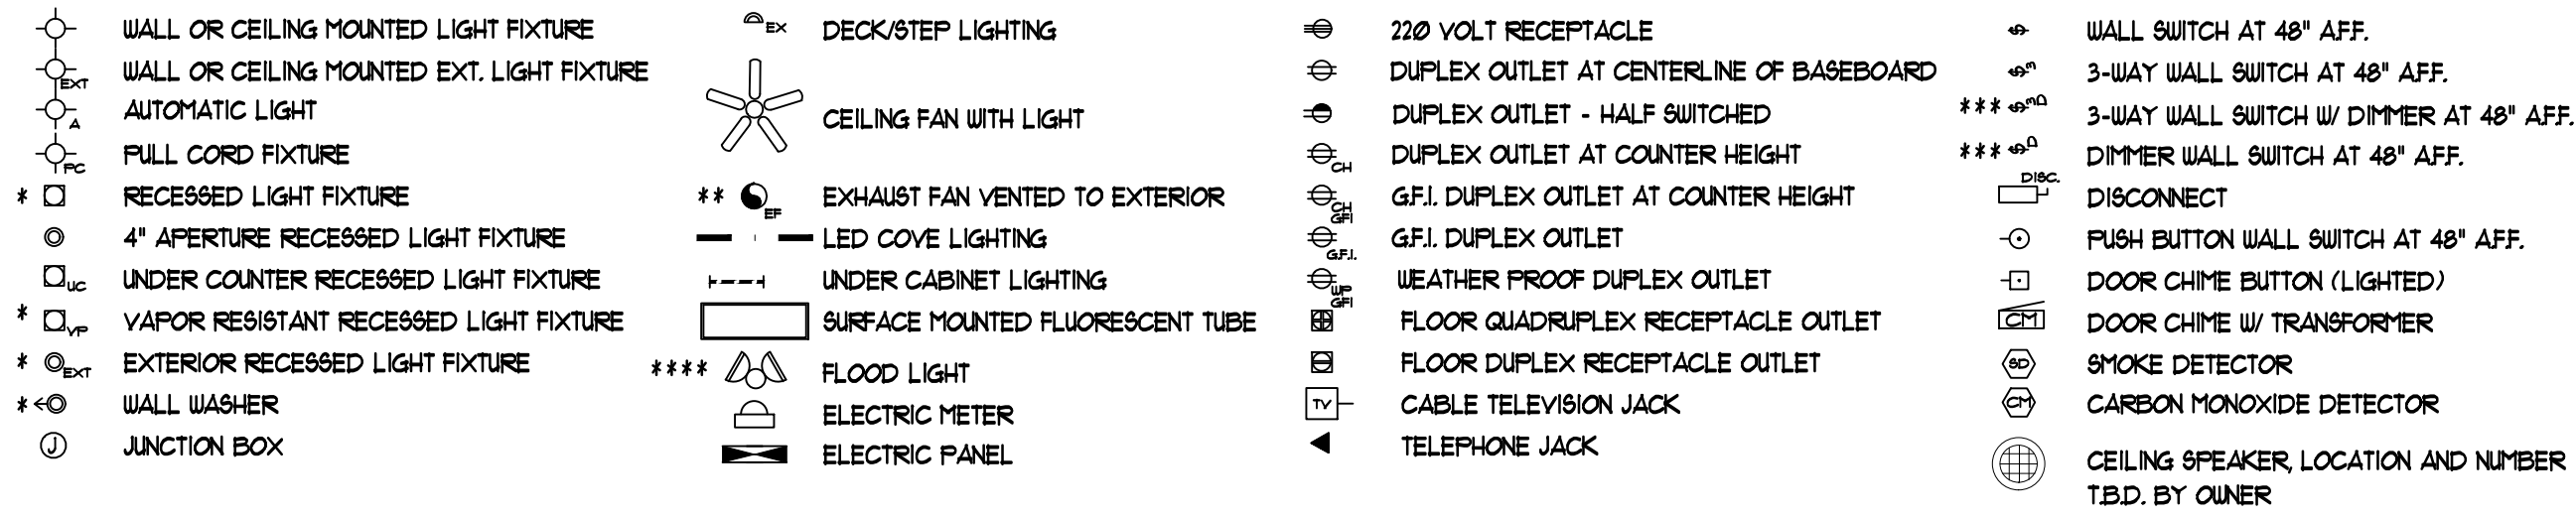 WALL OR CEILING MOUNTED LIGHT FIXTURE
EXT WALL OR CEILING MOUNTED EXT. LIGHT FIXTURE
A AUTOMATIC LIGHT
PC PULL CORD FIXTURE
* RECESSED LIGHT FIXTURE
4" APERTURE RECESSED LIGHT FIXTURE
UC UNDER COUNTER RECESSED LIGHT FIXTURE
* VP VAPOR RESISTANT RECESSED LIGHT FIXTURE
* EXT EXTERIOR RECESSED LIGHT FIXTURE
* WALL WASHER
J JUNCTION BOX
EX DECK/STEP LIGHTING
CEILING FAN WITH LIGHT
** EF EXHAUST FAN VENTED TO EXTERIOR
LED COVE LIGHTING
UNDER CABINET LIGHTING
SURFACE MOUNTED FLUORESCENT TUBE
**** FLOOD LIGHT
ELECTRIC METER
ELECTRIC PANEL
220 VOLT RECEPTACLE
DUPLEX OUTLET AT CENTERLINE OF BASEBOARD
DUPLEX OUTLET - HALF SWITCHED
CH DUPLEX OUTLET AT COUNTER HEIGHT
CH GFI G.F.I. DUPLEX OUTLET AT COUNTER HEIGHT
G.F.I. G.F.I. DUPLEX OUTLET
WP GFI WEATHER PROOF DUPLEX OUTLET
FLOOR QUADRUPLEX RECEPTACLE OUTLET
FLOOR DUPLEX RECEPTACLE OUTLET
TV CABLE TELEVISION JACK
TELEPHONE JACK
$ WALL SWITCH AT 48" A.F.F.
$3 3-WAY WALL SWITCH AT 48" A.F.F.
*** $3D 3-WAY WALL SWITCH W/ DIMMER AT 48" A.F.F.
*** $D DIMMER WALL SWITCH AT 48" A.F.F.
DISC. DISCONNECT
PUSH BUTTON WALL SWITCH AT 48" A.F.F.
DOOR CHIME BUTTON (LIGHTED)
CM DOOR CHIME W/ TRANSFORMER
SD SMOKE DETECTOR
CM CARBON MONOXIDE DETECTOR
CEILING SPEAKER, LOCATION AND NUMBER
T.B.D. BY OWNER